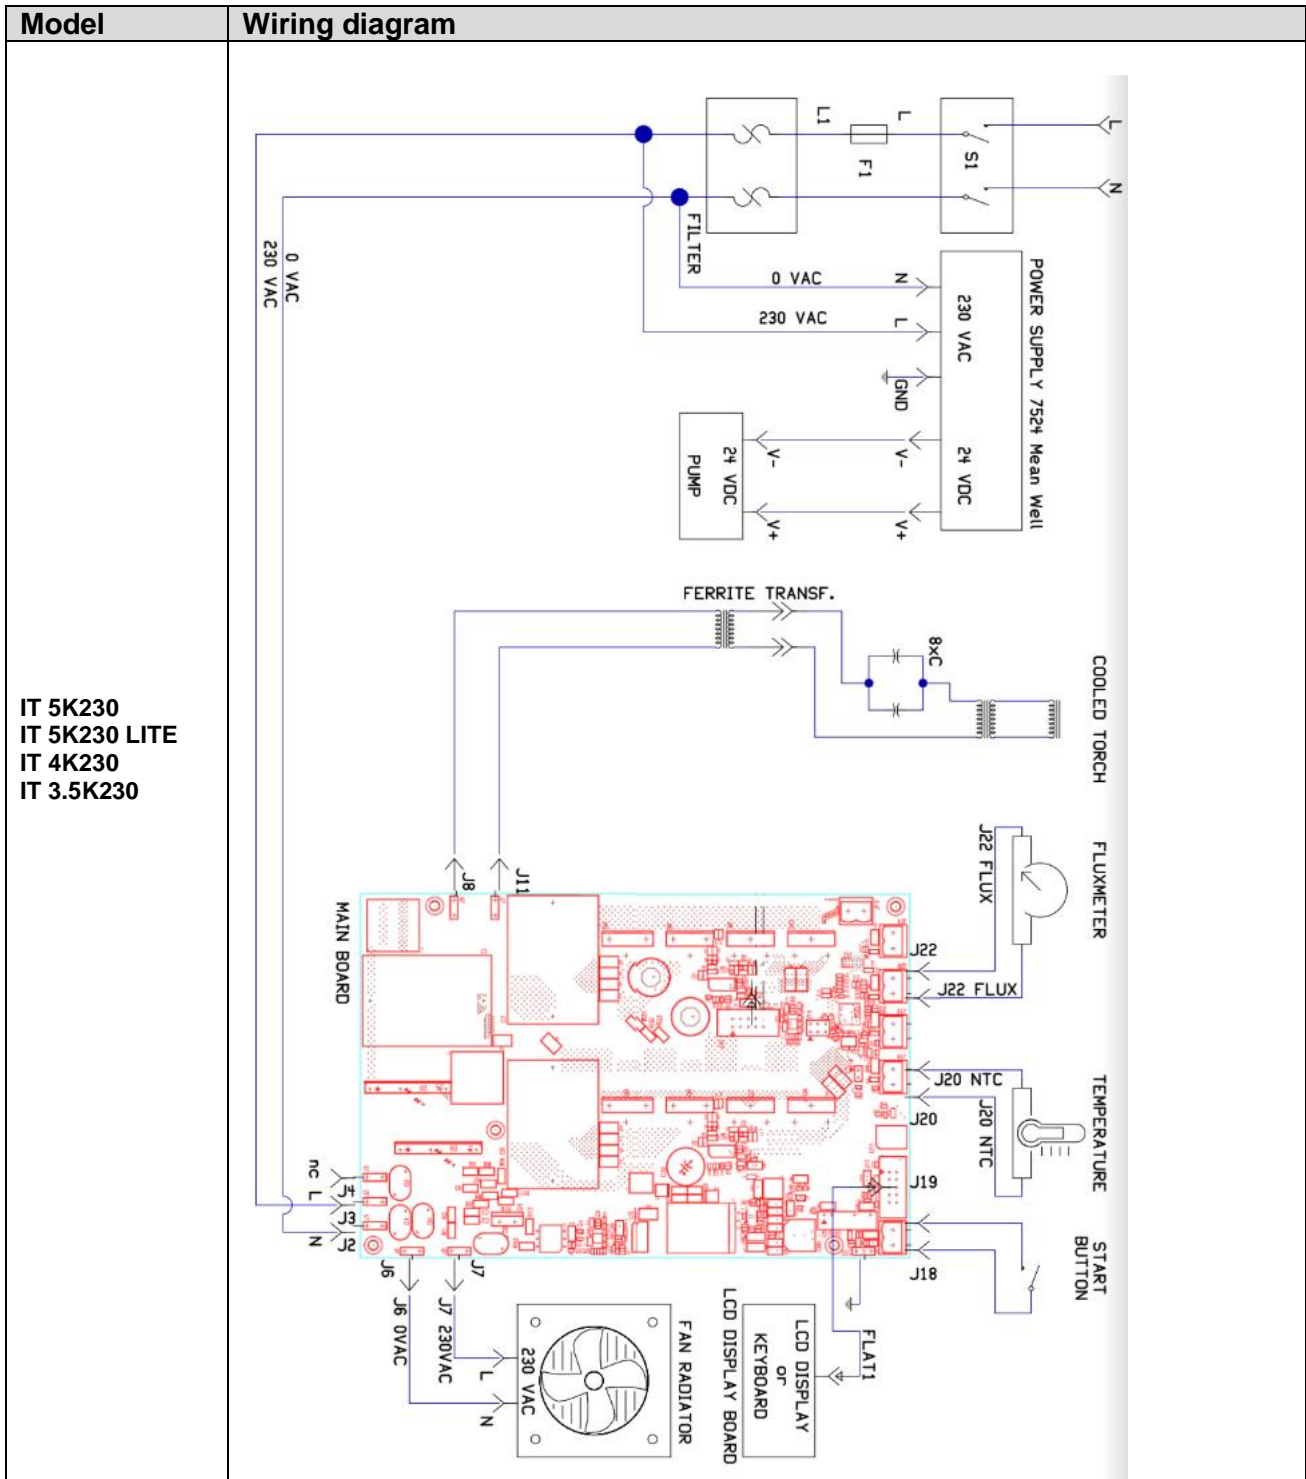 Model
Wiring diagram
IT 5K230
IT 5K230 LITE
IT 4K230
IT 3.5K230
L
N
S1
L
L1
F1
FILTER
0 VAC
230 VAC
0 VAC
230 VAC
N
L
GND
230 VAC
24 VDC
POWER SUPPLY 7524 Mean Well
V-
V+
V-
V+
24 VDC
PUMP
FERRITE TRANSF.
8xC
COOLED TORCH
J8
J11
MAIN BOARD
J22 FLUX
FLUXMETER
J22
J22 FLUX
J20 NTC
J20
J20 NTC
TEMPERATURE
J19
J18
START
BUTTON
nc
J4
L
J3
N
J2
J6
J7
J6 0VAC
J7 230VAC
L
N
230 VAC
FAN RADIATOR
LCD DISPLAY BOARD
LCD DISPLAY
or
KEYBOARD
FLAT1